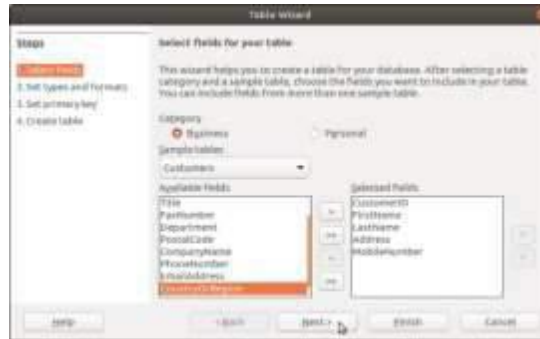 Table Wizard
Steps
1. Select fields
2. Set types and formats
3. Set primary key
4. Create table
Select fields for your table
This wizard helps you to create a table for your database. After selecting a table
category and a sample table, choose the fields you want to include in your table.
You can include fields from more than one sample table.
Category
Business
Personal
Sample tables
Customers
Available fields
Title
FaxNumber
Department
PostalCode
CompanyName
PhoneNumber
EmailAddress
CountryOrRegion
Selected fields
CustomerID
FirstName
LastName
Address
MobileNumber
Help
< Back
Next >
Finish
Cancel